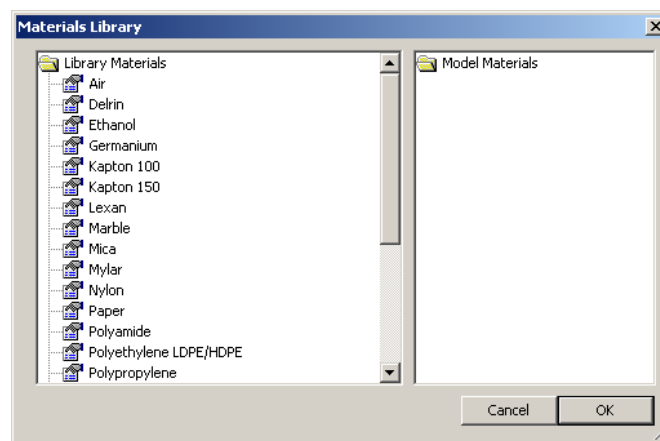 Materials Library
Library Materials
Air
Delrin
Ethanol
Germanium
Kapton 100
Kapton 150
Lexan
Marble
Mica
Mylar
Nylon
Paper
Polyamide
Polyethylene LDPE/HDPE
Polypropylene
Model Materials
Cancel
OK